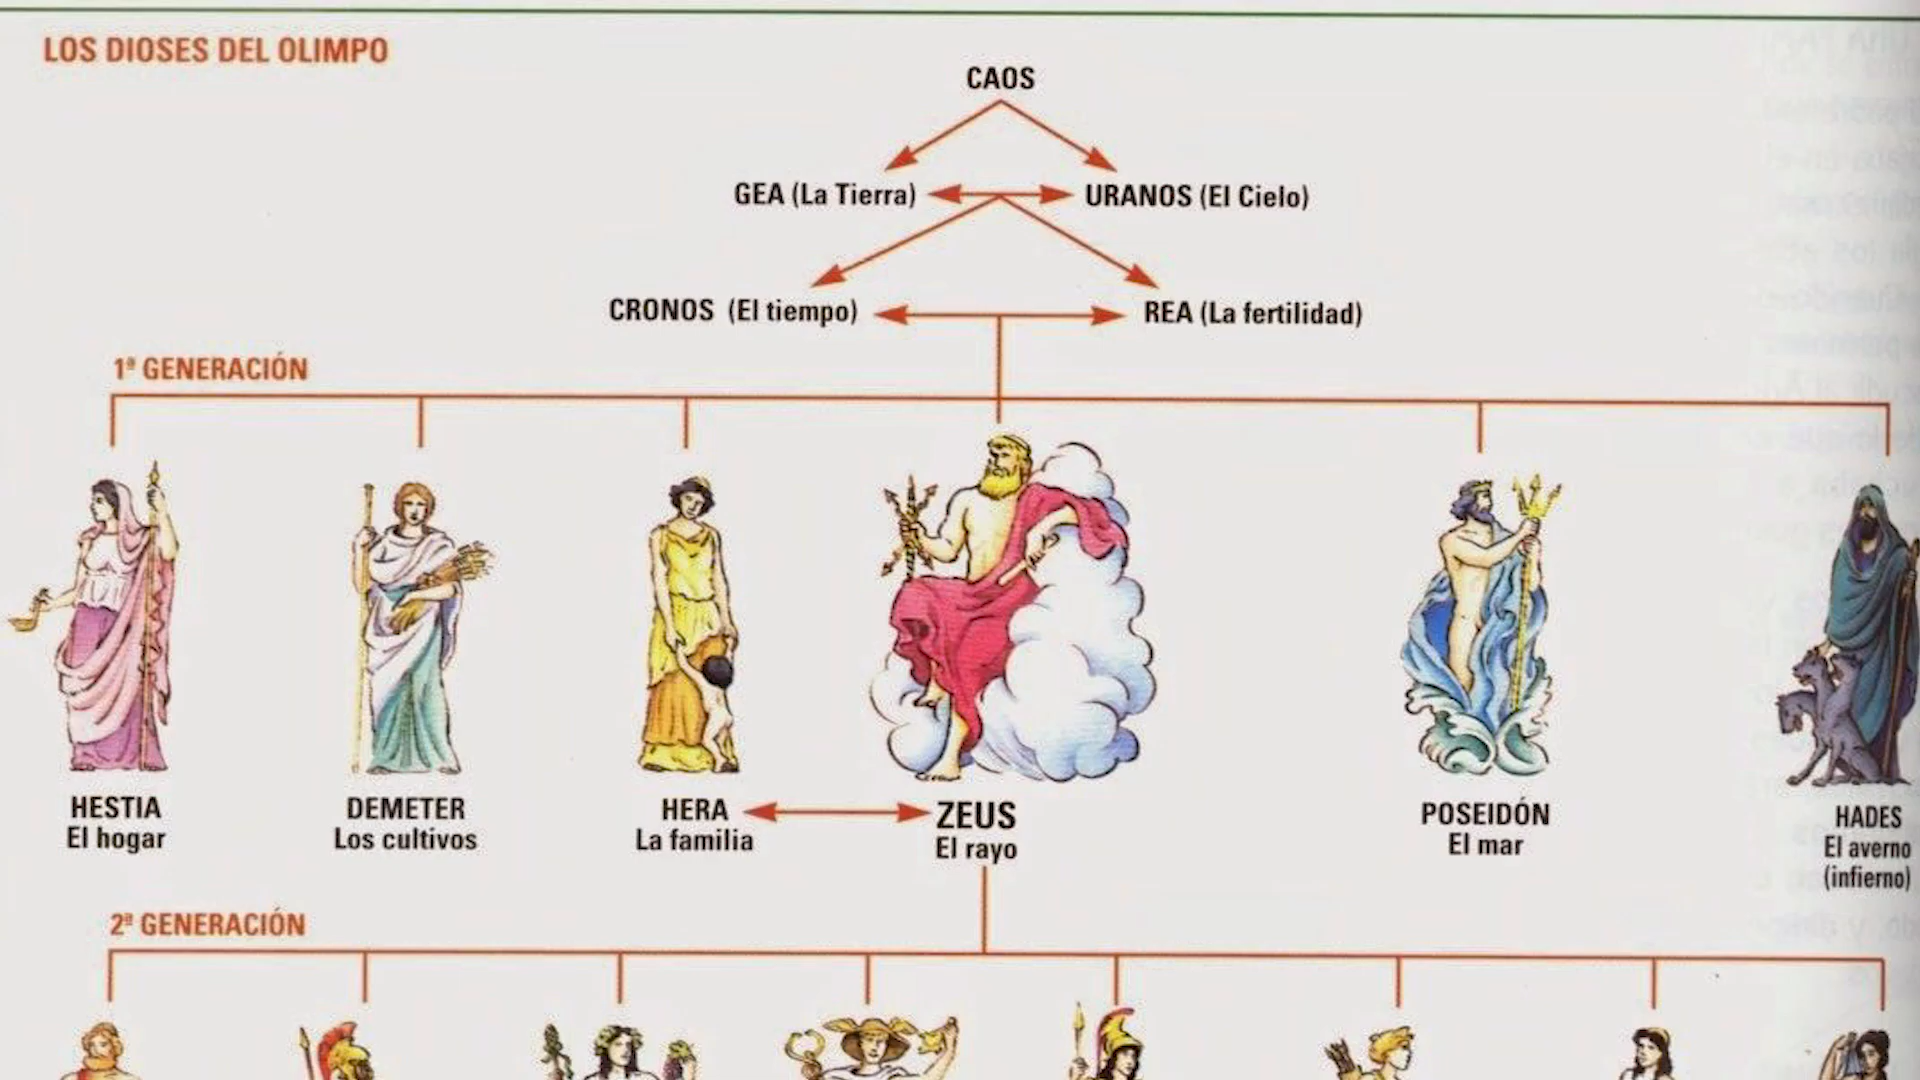 LOS DIOSES DEL OLIMPO
CAOS
GEA (La Tierra)
URANOS (El Cielo)
CRONOS (El tiempo)
REA (La fertilidad)
1ª GENERACIÓN
HESTIA
El hogar
DEMETER
Los cultivos
HERA
La familia
ZEUS
El rayo
POSEIDÓN
El mar
HADES
El averno
(infierno)
2ª GENERACIÓN